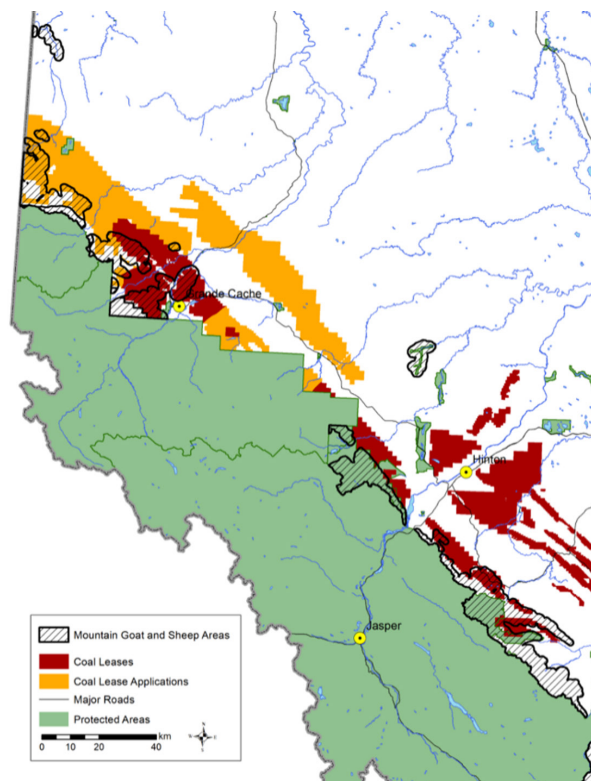 Grande Cache
Hinton
Jasper
Mountain Goat and Sheep Areas
Coal Leases
Coal Lease Applications
Major Roads
Protected Areas
0 10 20 40 km